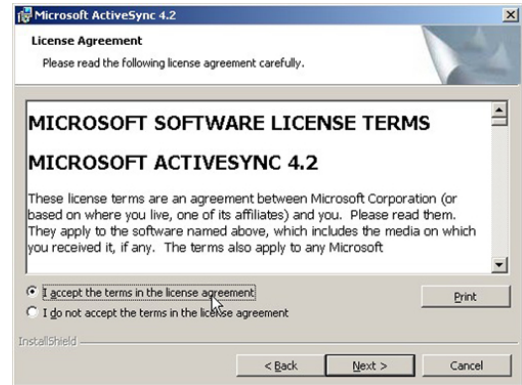 Microsoft ActiveSync 4.2
License Agreement
Please read the following license agreement carefully.
MICROSOFT SOFTWARE LICENSE TERMS
MICROSOFT ACTIVESYNC 4.2
These license terms are an agreement between Microsoft Corporation (or
based on where you live, one of its affiliates) and you.  Please read them.
They apply to the software named above, which includes the media on which
you received it, if any.  The terms also apply to any Microsoft
I accept the terms in the license agreement
Print
I do not accept the terms in the license agreement
InstallShield
< Back
Next >
Cancel